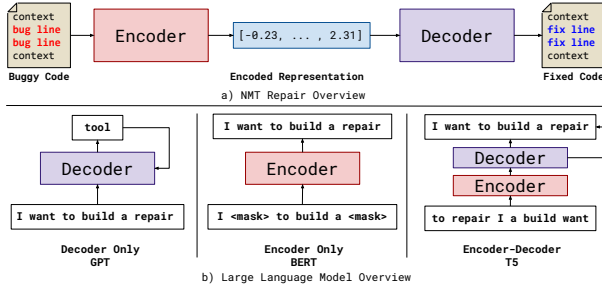 context
bug line
bug line
context
Buggy Code
Encoder
[-0.23, ... , 2.31]
Encoded Representation
Decoder
context
fix line
fix line
context
Fixed Code
a) NMT Repair Overview
tool
Decoder
I want to build a repair
Decoder Only
GPT
I want to build a repair
Encoder
I <mask> to build a <mask>
Encoder Only
BERT
I want to build a repair
Decoder
Encoder
to repair I a build want
Encoder-Decoder
T5
b) Large Language Model Overview